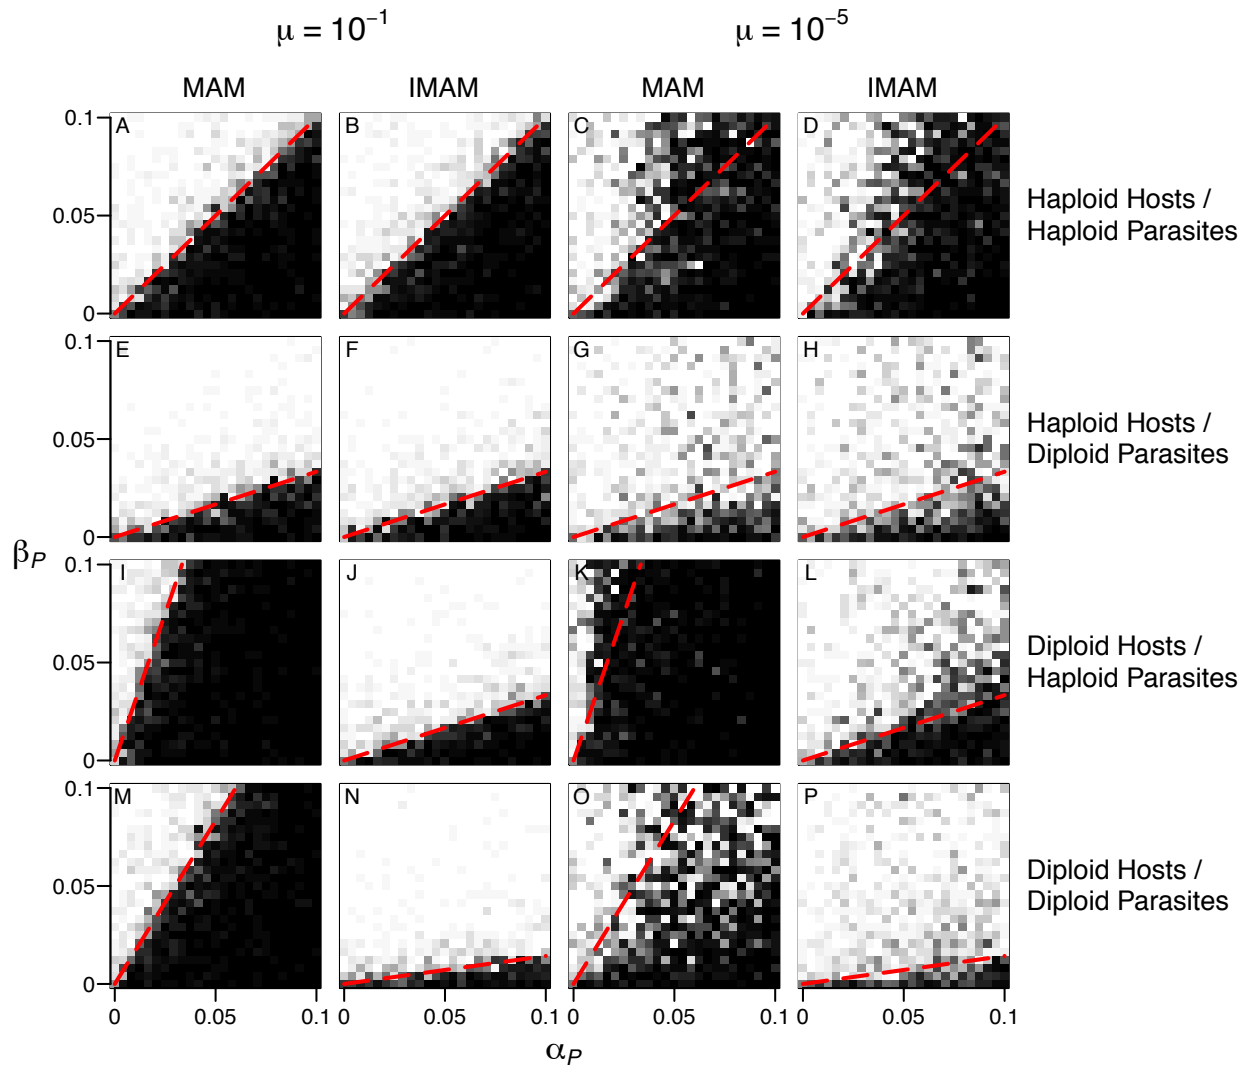 μ = 10⁻¹ μ = 10⁻⁵
MAM IMAM MAM IMAM
0.1 A B C D
0.05
0
Haploid Hosts /
Haploid Parasites
0.1 E F G H
0.05
0
Haploid Hosts /
Diploid Parasites
βP
0.1 I J K L
0.05
0
Diploid Hosts /
Haploid Parasites
0.1 M N O P
0.05
0
Diploid Hosts /
Diploid Parasites
0 0.05 0.1 0 0.05 0.1 0 0.05 0.1 0 0.05 0.1
αP